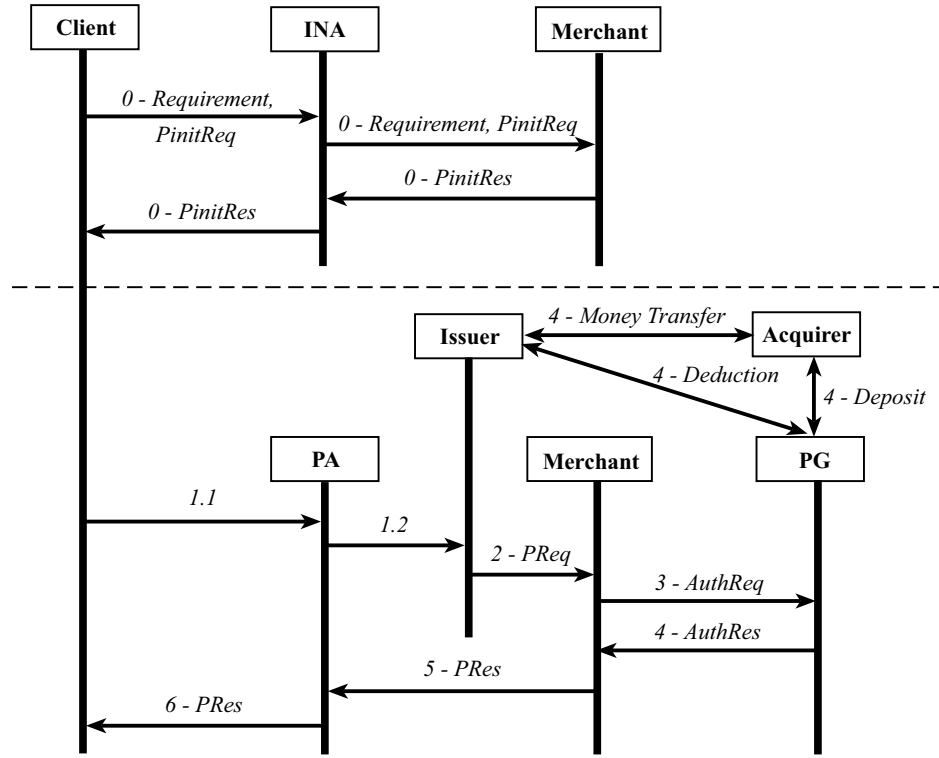 Client
INA
Merchant
0 - Requirement,
PinitReq
0 - Requirement, PinitReq
0 - PinitRes
0 - PinitRes
4 - Money Transfer
Issuer
Acquirer
4 - Deduction
4 - Deposit
PA
Merchant
PG
1.1
1.2
2 - PReq
3 - AuthReq
4 - AuthRes
5 - PRes
6 - PRes